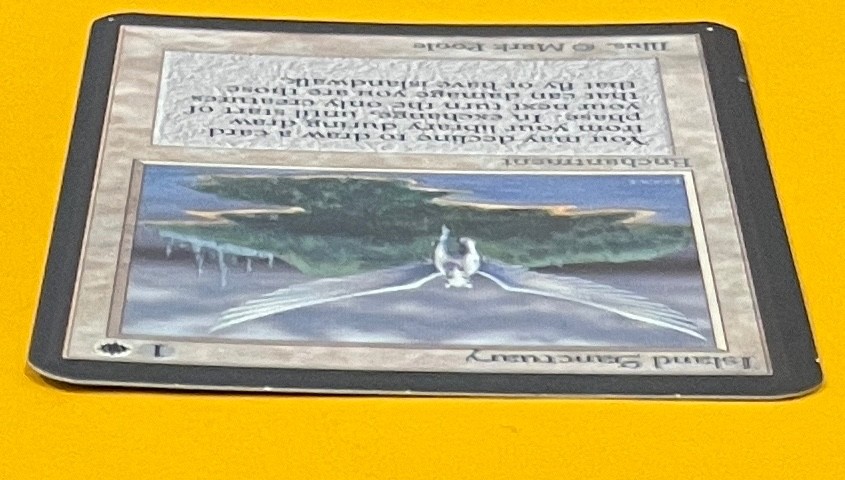 Island Sanctuary 1
Enchantment
You may decline to draw a card
from your library during draw
phase. In exchange, until start of
your next turn the only creatures
that can damage you are those
that fly or have islandwalk.
Illus. © Mark Poole